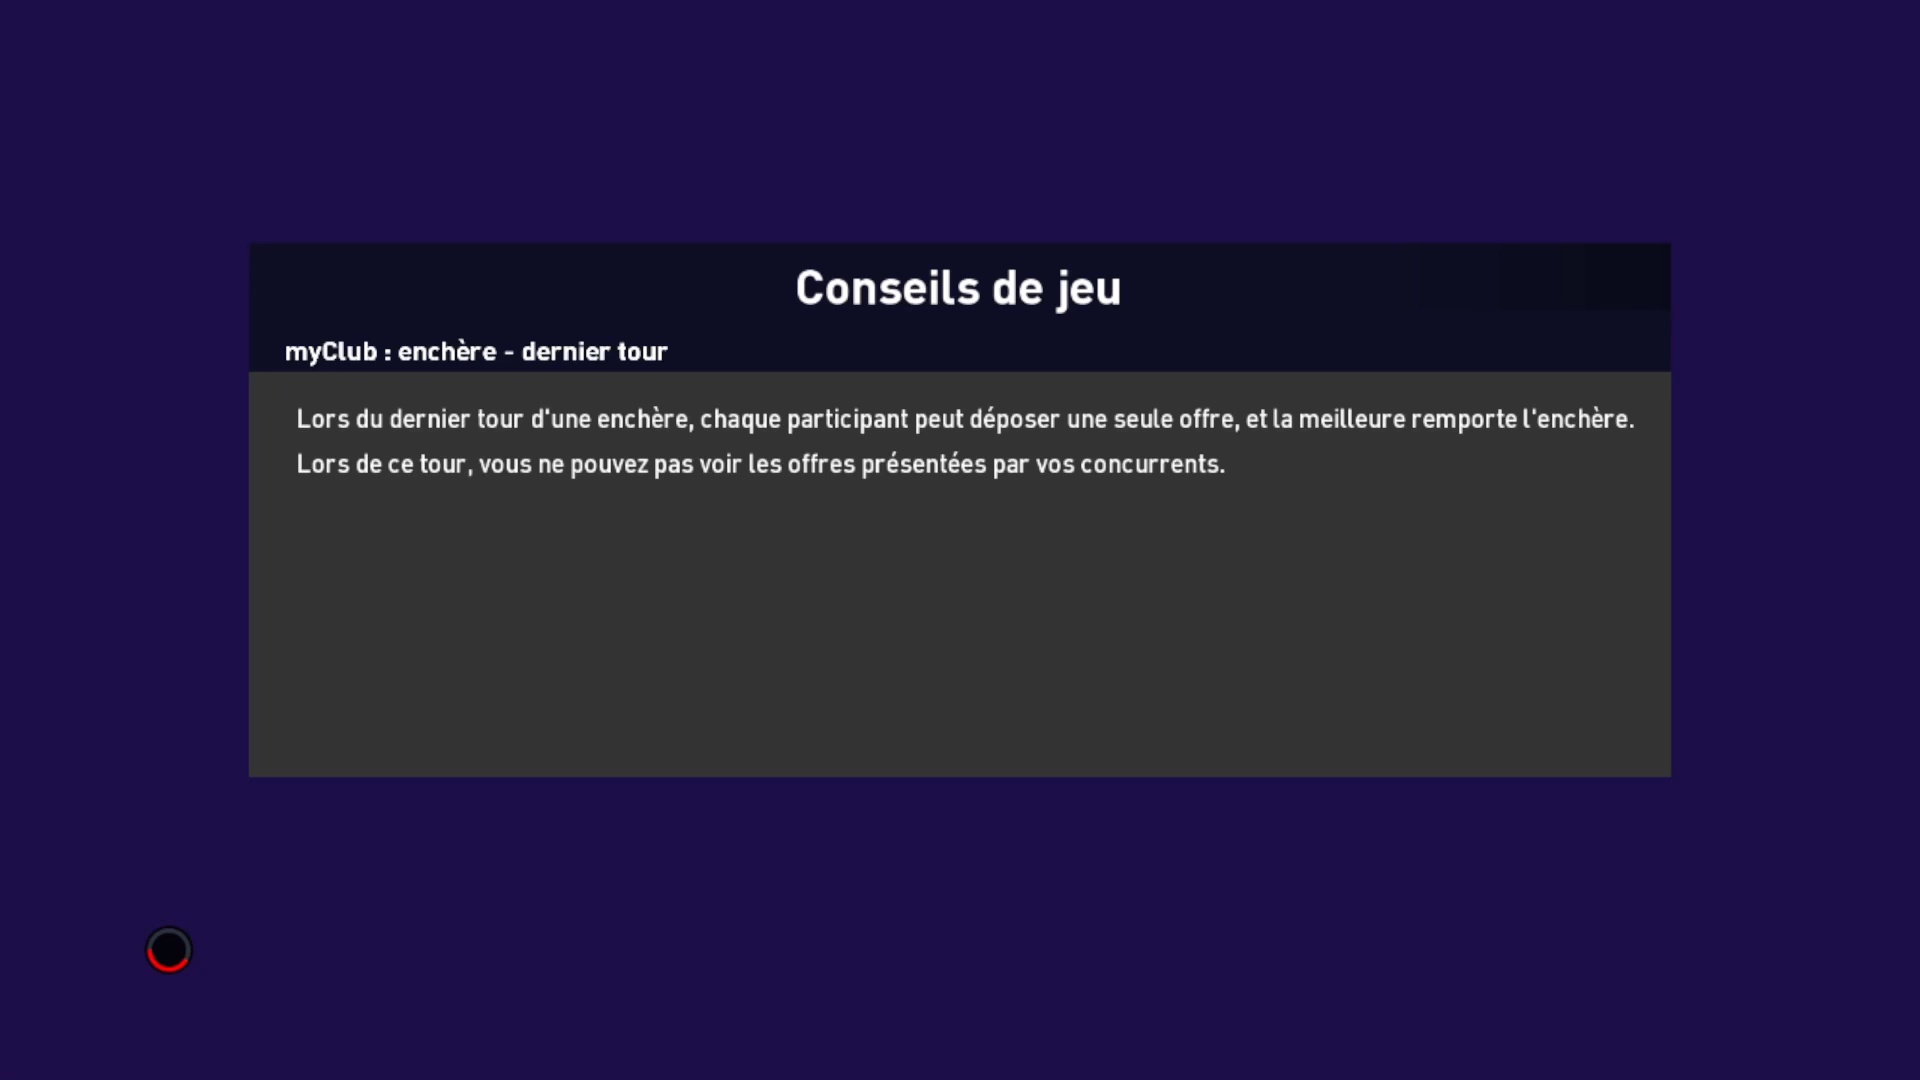 Conseils de jeu
myClub : enchère - dernier tour
Lors du dernier tour d'une enchère, chaque participant peut déposer une seule offre, et la meilleure remporte l'enchère.
Lors de ce tour, vous ne pouvez pas voir les offres présentées par vos concurrents.